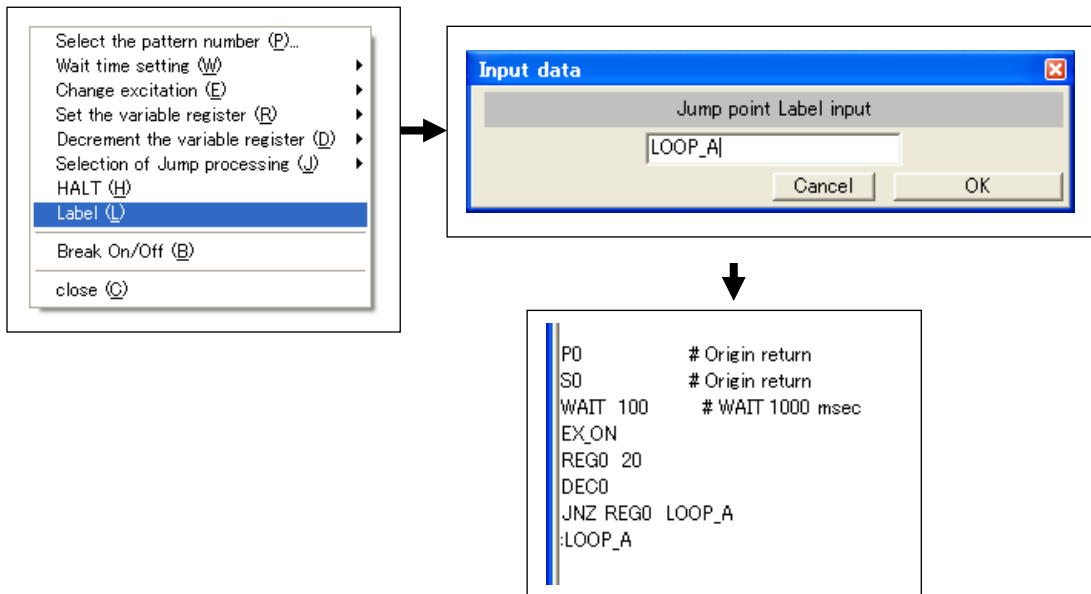 Select the pattern number (P)...
Wait time setting (W)
Change excitation (E)
Set the variable register (R)
Decrement the variable register (D)
Selection of Jump processing (J)
HALT (H)
Label (L)
Break On/Off (B)
close (C)
Input data
Jump point Label input
LOOP_A
Cancel OK
P0 # Origin return
S0 # Origin return
WAIT 100 # WAIT 1000 msec
EX_ON
REG0 20
DEC0
JNZ REG0 LOOP_A
:LOOP_A